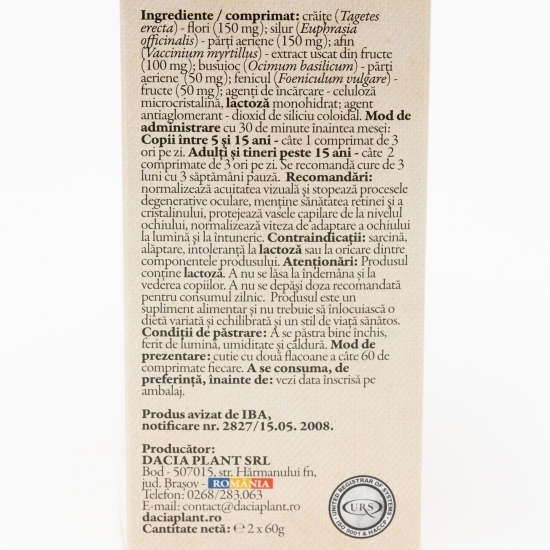 Ingrediente / comprimat: crăițe (Tagetes
erecta) - flori (150 mg); silur (Euphrasia
officinalis) - părți aeriene (150 mg); afin
(Vaccinium myrtillus) - extract uscat din fructe
(100 mg); busuioc (Ocimum basilicum) - părți
aeriene (50 mg); fenicul (Foeniculum vulgare) -
fructe (50 mg); agenți de încărcare - celuloză
microcristalină, lactoză monohidrat; agent
antiaglomerant - dioxid de siliciu coloidal. Mod de
administrare cu 30 de minute înaintea mesei:
Copii între 5 și 15 ani - câte 1 comprimat de 3
ori pe zi. Adulți și tineri peste 15 ani - câte 2
comprimate de 3 ori pe zi. Se recomandă cure de 3
luni cu 3 săptămâni pauză. Recomandări:
normalizează acuitatea vizuală și stopează procesele
degenerative oculare, menține sănătatea retinei și a
cristalinului, protejează vasele capilare de la nivelul
ochiului, normalizează viteza de adaptare a ochiului
la lumină și la întuneric. Contraindicații: sarcină,
alăptare, intoleranță la lactoză sau la oricare dintre
componentele produsului. Atenționări: Produsul
conține lactoză. A nu se lăsa la îndemâna și la
vederea copiilor. A nu se depăși doza recomandată
pentru consumul zilnic. Produsul este un
supliment alimentar și nu trebuie să înlocuiască o
dietă variată și echilibrată și un stil de viață sănătos.
Condiții de păstrare: A se păstra bine închis,
ferit de lumină, umiditate și căldură. Mod de
prezentare: cutie cu două flacoane a câte 60 de
comprimate fiecare. A se consuma, de
preferință, inainte de: vezi data înscrisă pe
ambalaj.
Produs avizat de IBA,
notificare nr. 2827/15.05. 2008.
Producător:
DACIA PLANT SRL
Bod - 507015, str. Hărmanului fn,
jud. Brașov - ROMÂNIA
Telefon: 0268/283.063
E-mail: contact@daciaplant.ro
daciaplant.ro
Cantitate netă: ℮ 2 x 60g
UNITED REGISTRAR OF SYSTEMS
URS
ISO 9001 & HACCP